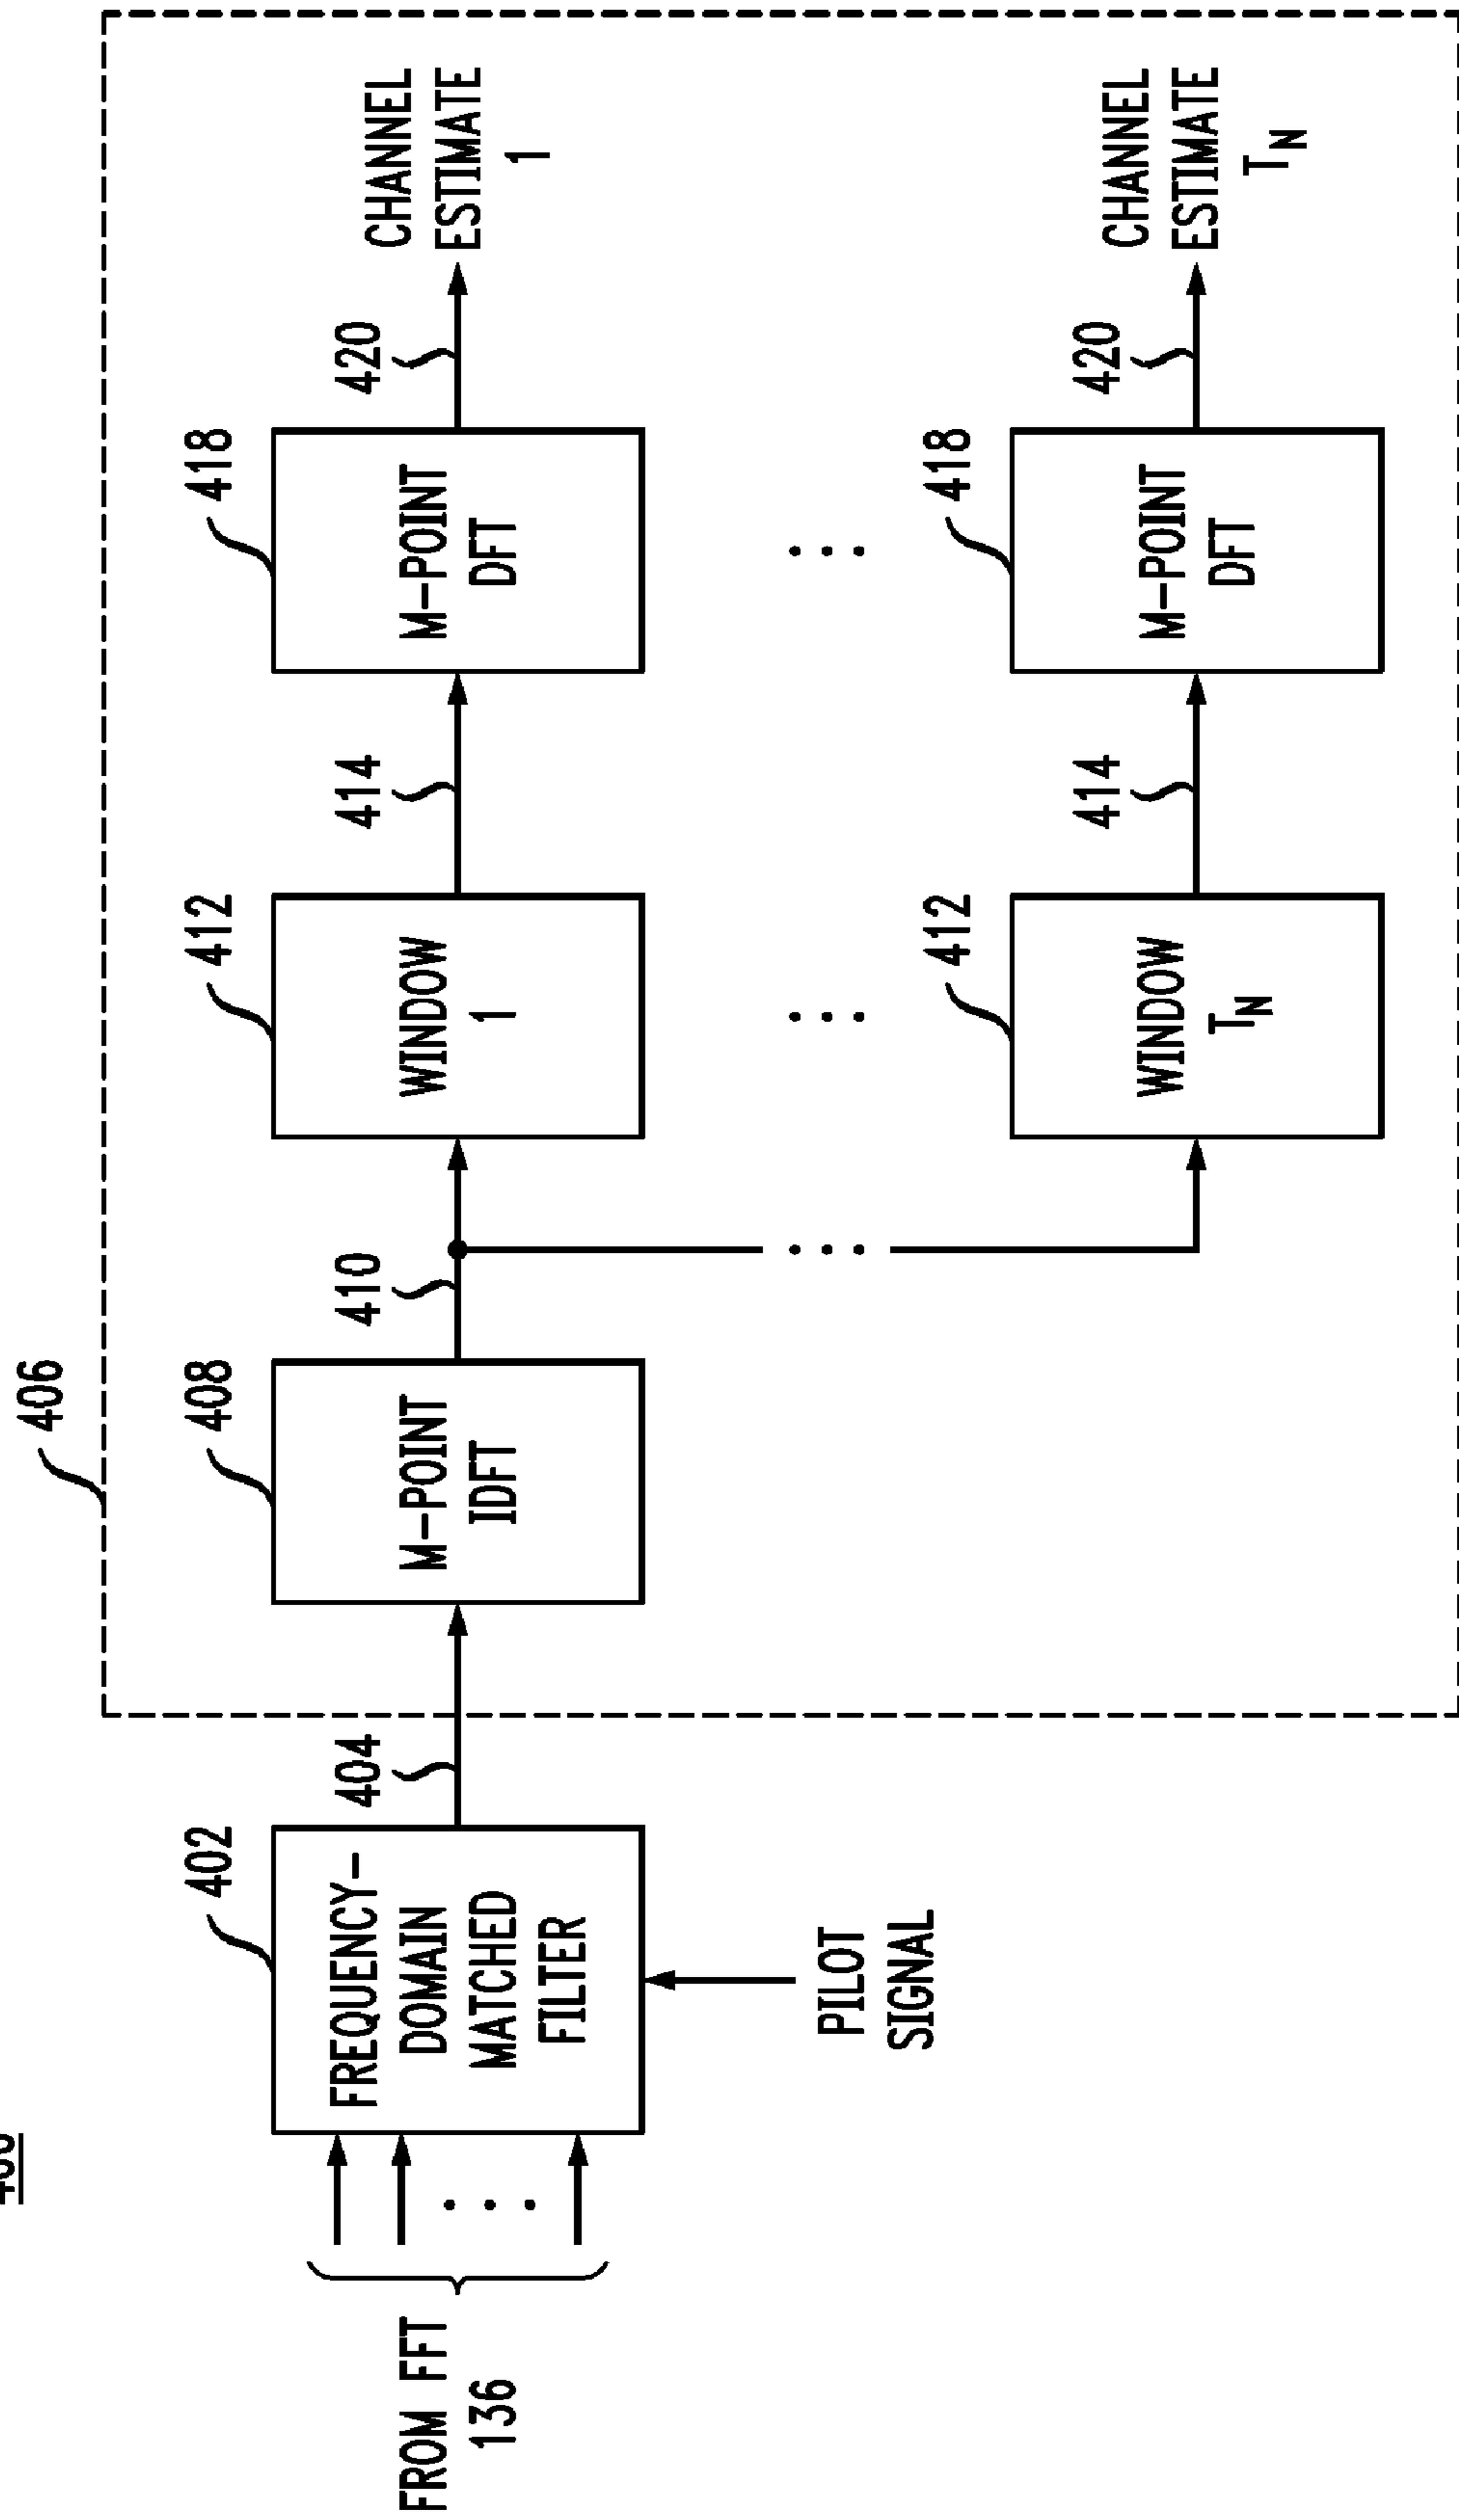 406
402
408
412
418
404
410
414
420
FROM FFT
136
FREQUENCY-
DOMAIN
MATCHED
FILTER
M-POINT
IDFT
WINDOW
1
M-POINT
DFT
CHANNEL
ESTIMATE
1
PILOT
SIGNAL
412
418
414
420
WINDOW
T_N
M-POINT
DFT
CHANNEL
ESTIMATE
T_N